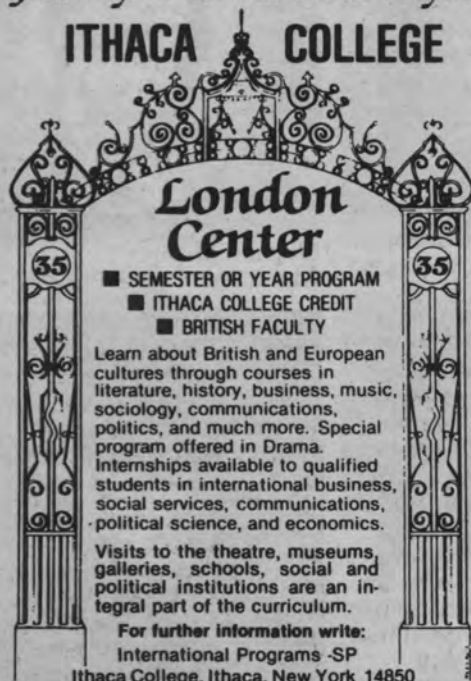 ITHACA COLLEGE
London
Center
35 35
■ SEMESTER OR YEAR PROGRAM
■ ITHACA COLLEGE CREDIT
■ BRITISH FACULTY
Learn about British and European
cultures through courses in
literature, history, business, music,
sociology, communications,
politics, and much more. Special
program offered in Drama.
Internships available to qualified
students in international business,
social services, communications,
political science, and economics.
Visits to the theatre, museums,
galleries, schools, social and
political institutions are an in-
tegral part of the curriculum.
For further information write:
International Programs -SP
Ithaca College, Ithaca, New York 14850